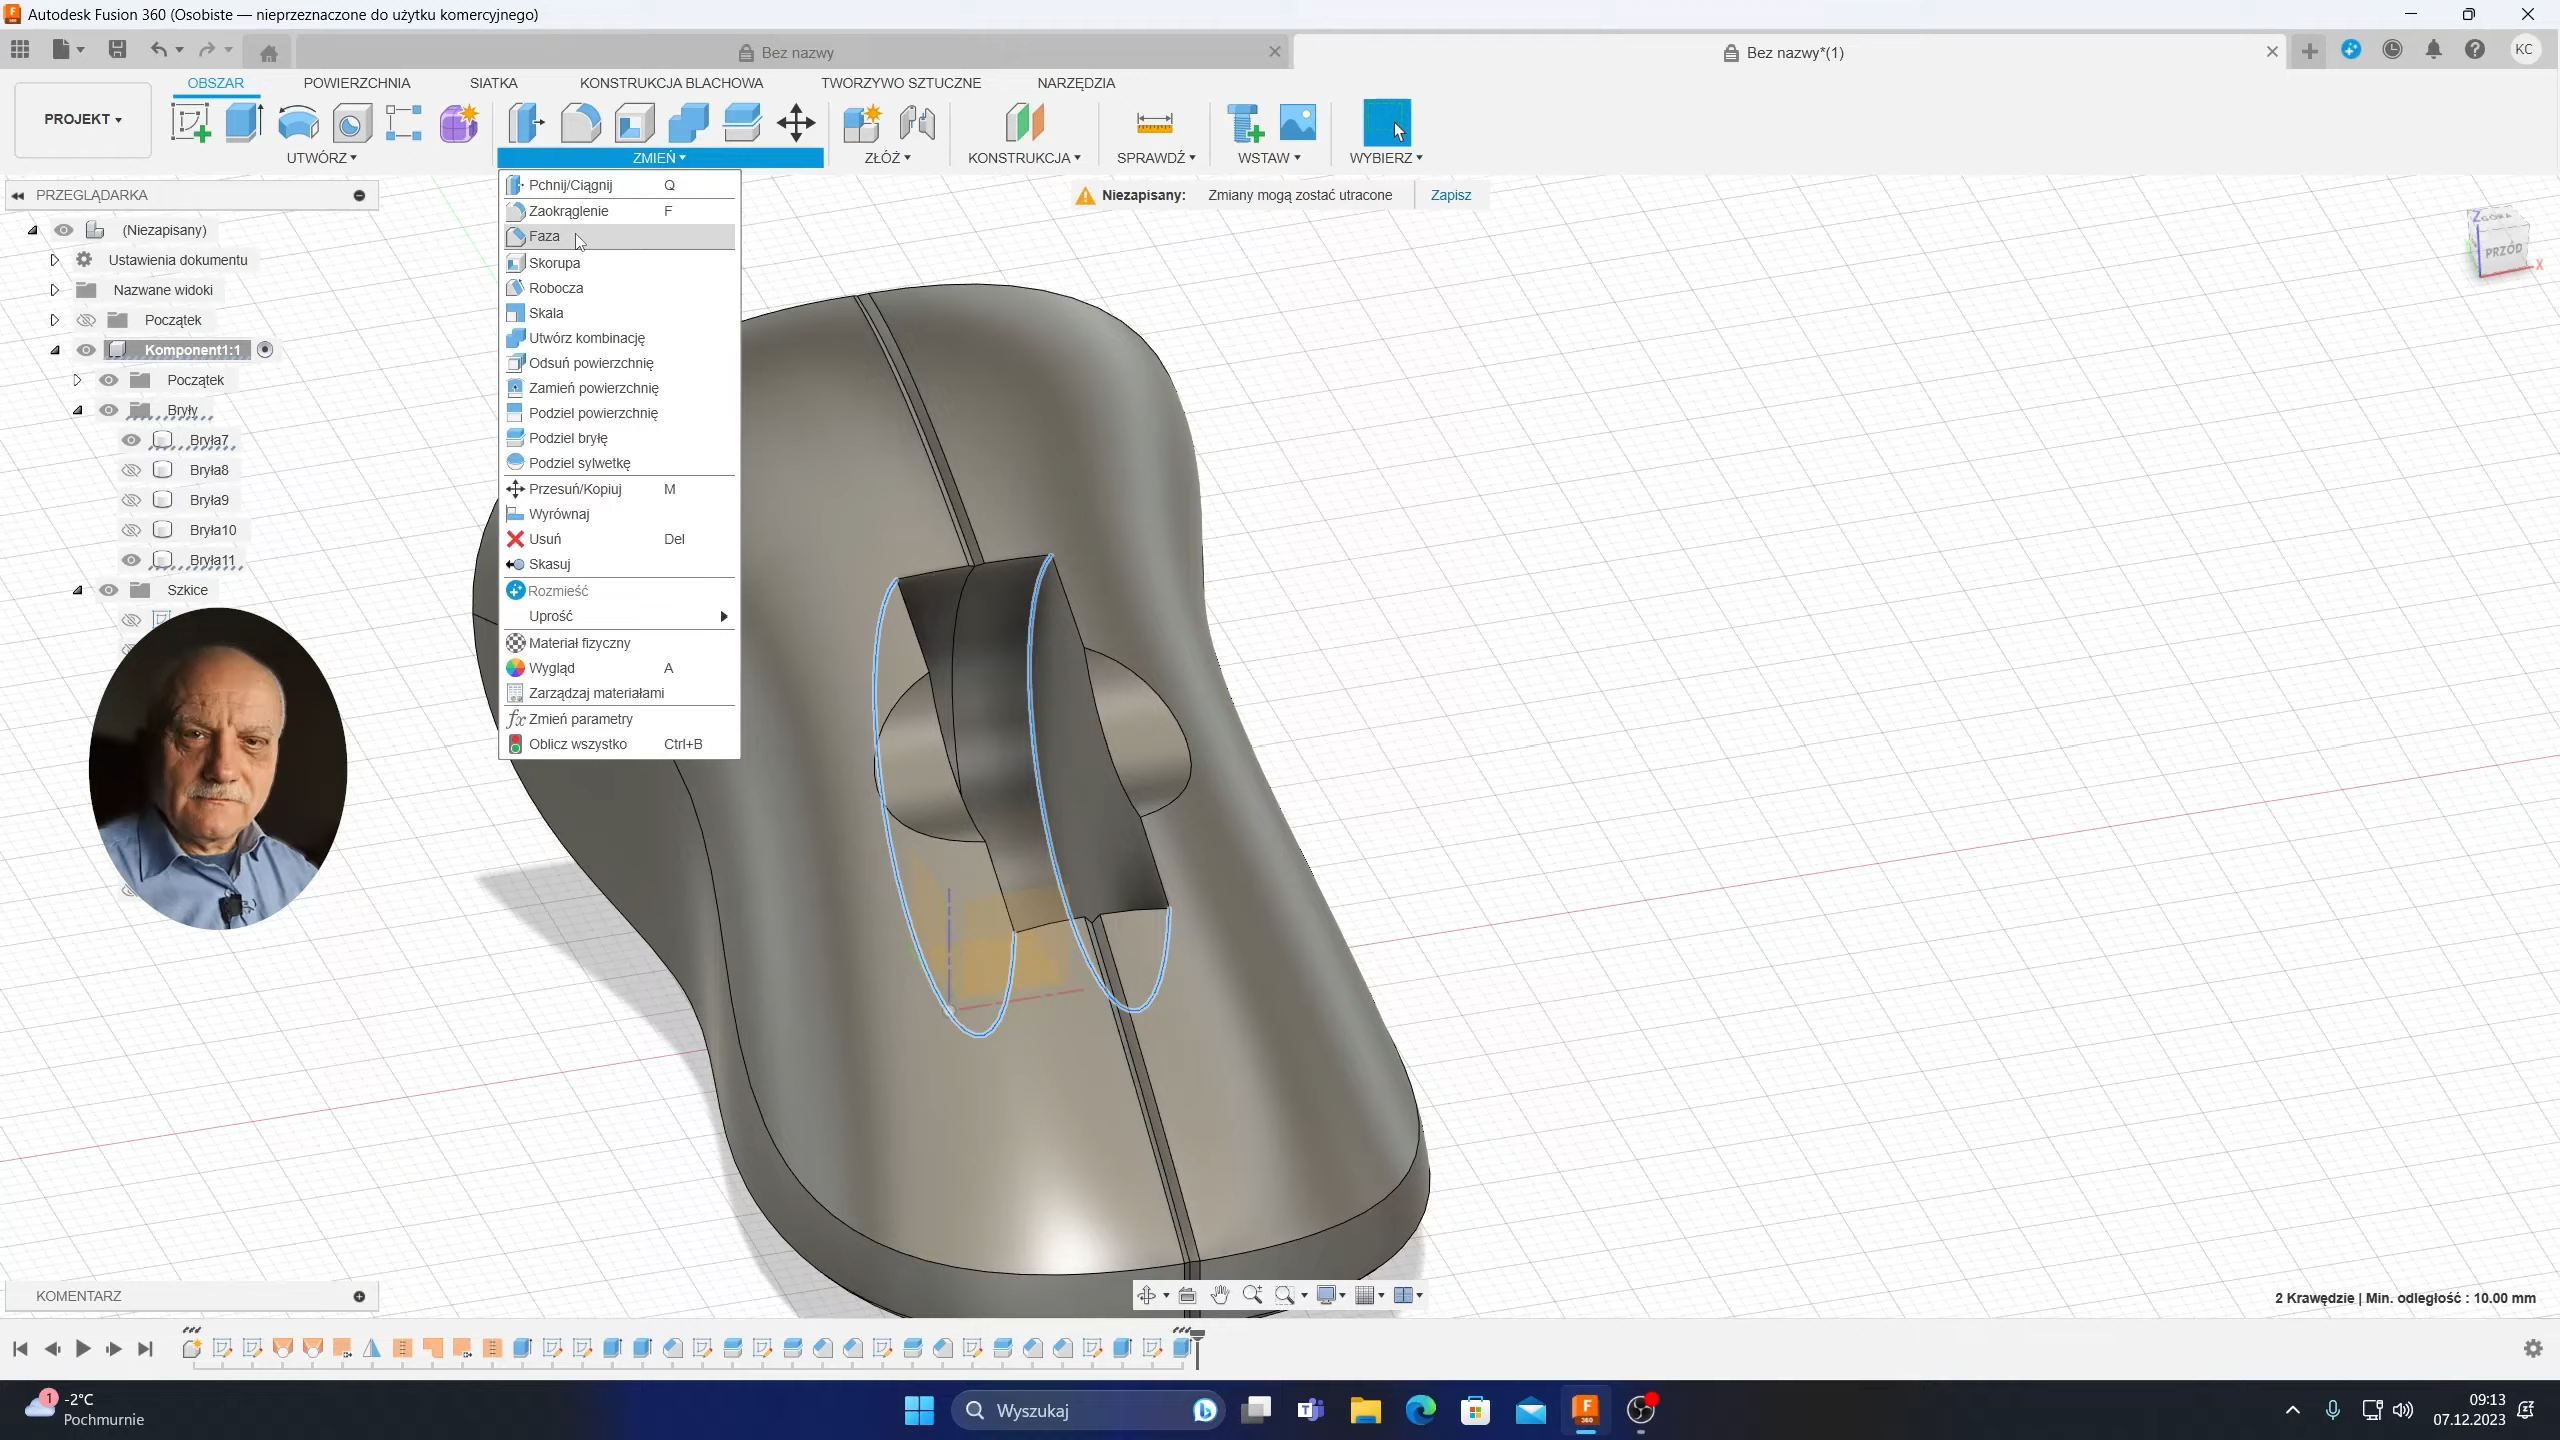 Autodesk Fusion 360 (Osobiste — nieprzeznaczone do użytku komercyjnego)
Bez nazwy
Bez nazwy*(1)
KC
PROJEKT
OBSZAR
POWIERZCHNIA
SIATKA
KONSTRUKCJA BLACHOWA
TWORZYWO SZTUCZNE
NARZĘDZIA
UTWÓRZ
ZMIEŃ
ZŁÓŻ
KONSTRUKCJA
SPRAWDŹ
WSTAW
WYBIERZ
PRZEGLĄDARKA
Niezapisany: Zmiany mogą zostać utracone Zapisz
(Niezapisany)
Ustawienia dokumentu
Nazwane widoki
Początek
Komponent1:1
Początek
Bryły
Bryła7
Bryła8
Bryła9
Bryła10
Bryła11
Szkice
Pchnij/Ciągnij Q
Zaokrąglenie F
Faza
Skorupa
Robocza
Skala
Utwórz kombinację
Odsuń powierzchnię
Zamień powierzchnię
Podziel powierzchnię
Podziel bryłę
Podziel sylwetkę
Przesuń/Kopiuj M
Wyrównaj
Usuń Del
Skasuj
Rozmieść
Uprość
Materiał fizyczny
Wygląd A
Zarządzaj materiałami
fx Zmień parametry
Oblicz wszystko Ctrl+B
Z
GÓRA
PRZÓD
X
KOMENTARZ
2 Krawędzie | Min. odległość : 10.00 mm
1
-2°C
Pochmurnie
Wyszukaj
F
360
09:13
07.12.2023